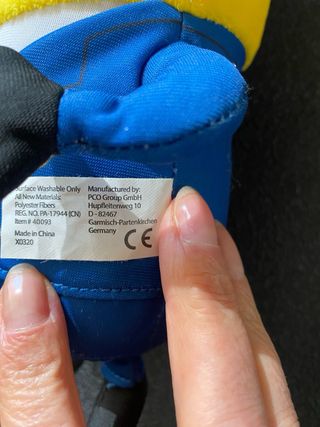 Surface Washable Only
All New Materials:
Polyester Fibers
REG. NO. PA-17944 (CN)
Item # 40093
Made in China
X0320
Manufactured by:
PCO Group GmbH
Hupfleitenweg 10
D - 82467
Garmisch-Partenkirchen
Germany
CE